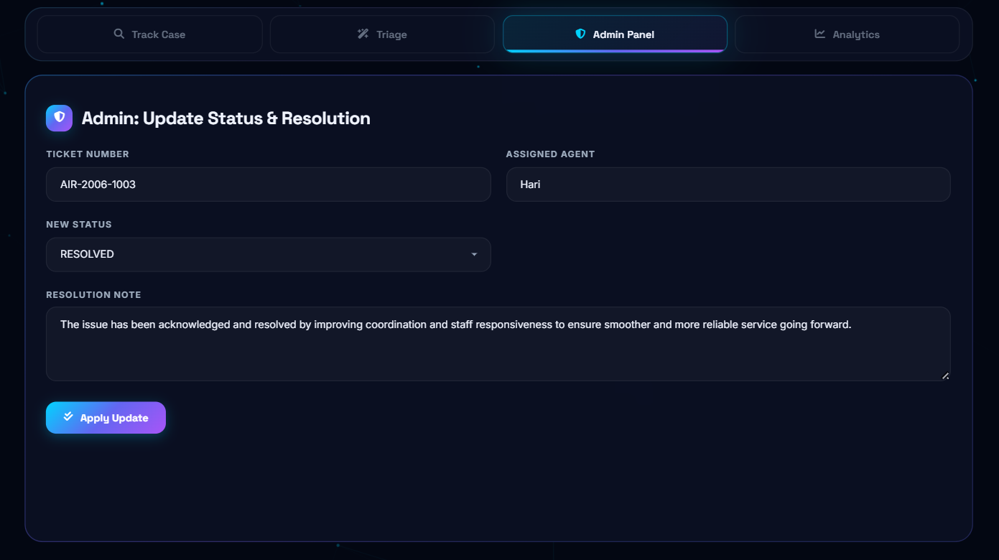 Track Case
Triage
Admin Panel
Analytics
Admin: Update Status & Resolution
TICKET NUMBER
ASSIGNED AGENT
AIR-2006-1003
Hari
NEW STATUS
RESOLVED
RESOLUTION NOTE
The issue has been acknowledged and resolved by improving coordination and staff responsiveness to ensure smoother and more reliable service going forward.
Apply Update